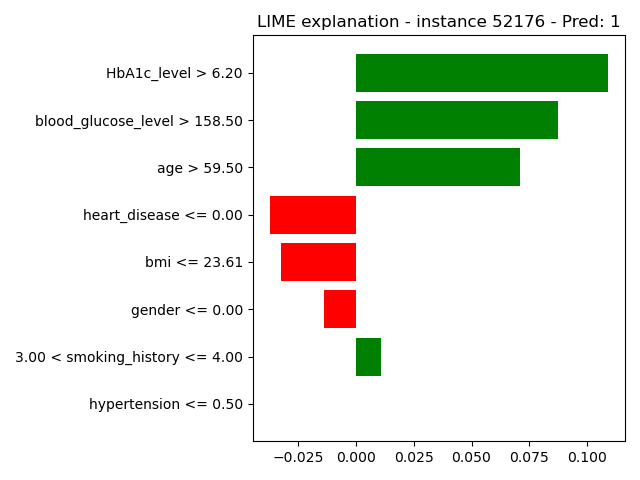 LIME explanation - instance 52176 - Pred: 1
HbA1c_level > 6.20
blood_glucose_level > 158.50
age > 59.50
heart_disease <= 0.00
bmi <= 23.61
gender <= 0.00
3.00 < smoking_history <= 4.00
hypertension <= 0.50
−0.025 0.000 0.025 0.050 0.075 0.100